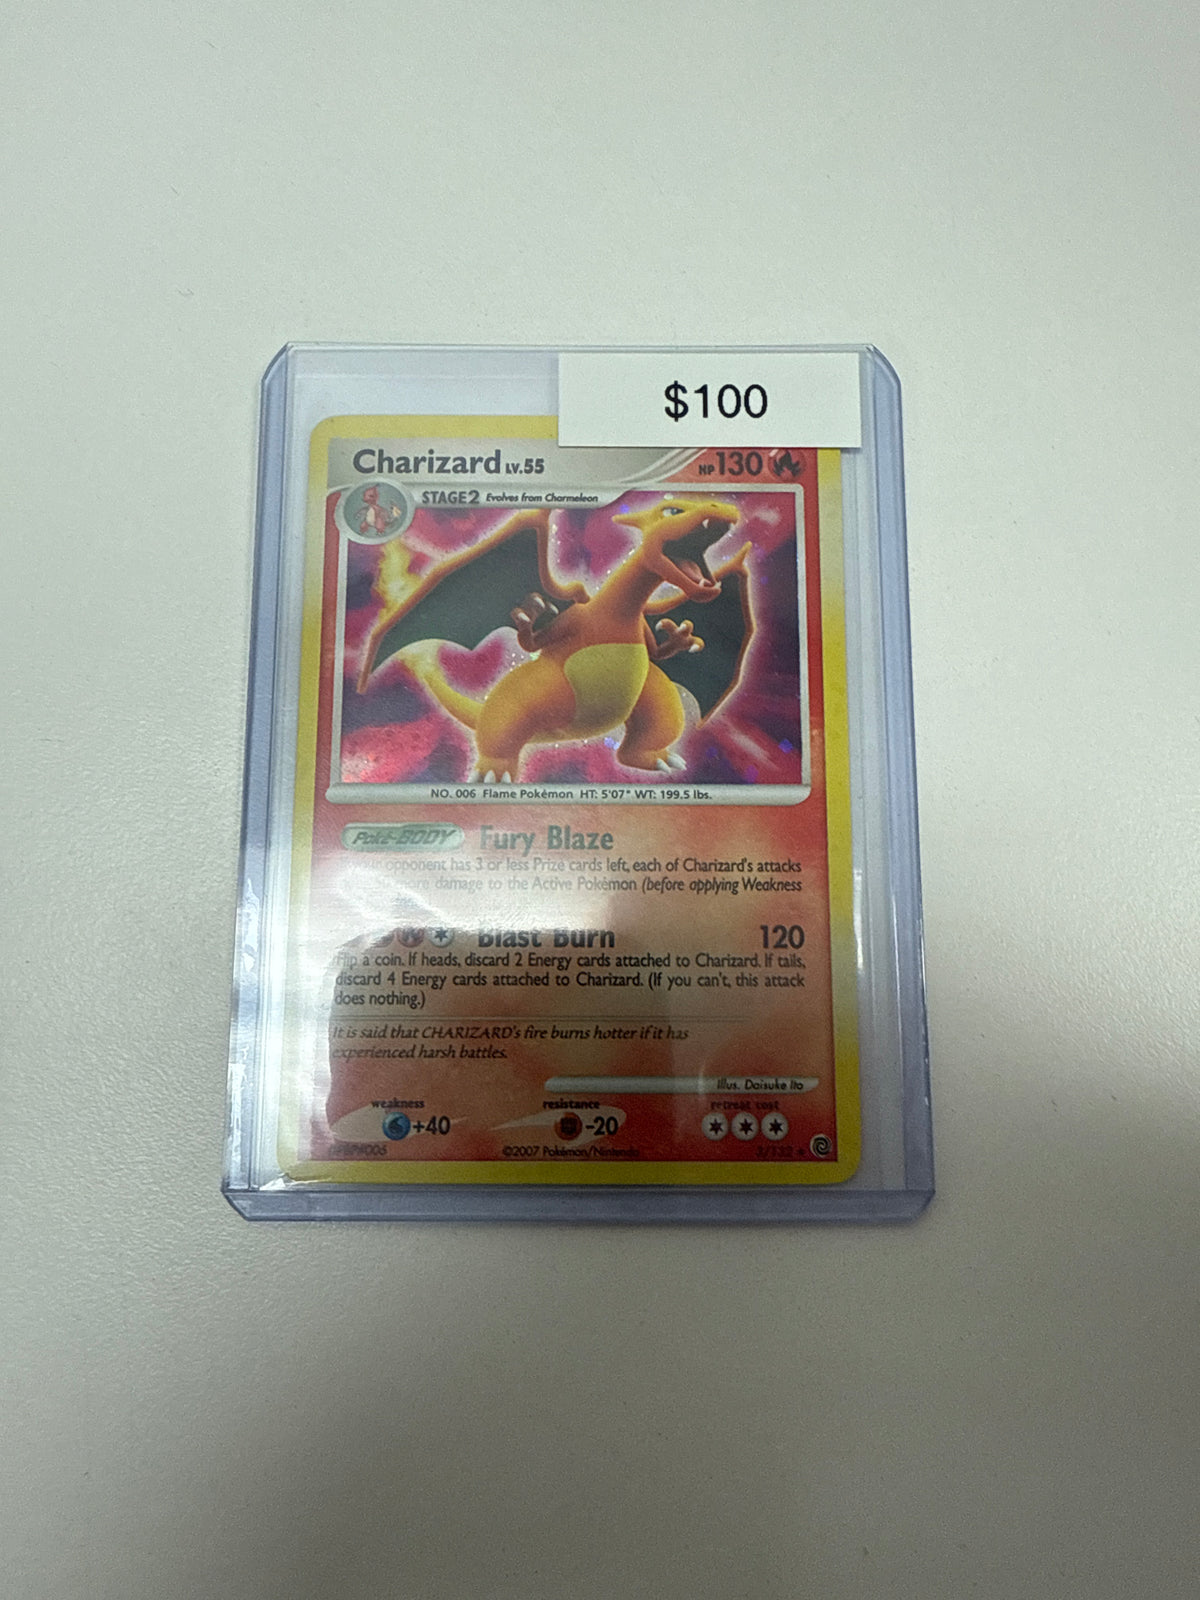 $100
Charizard LV.55
HP 130
STAGE2 Evolves from Charmeleon
NO. 006 Flame Pokémon HT: 5'07" WT: 199.5 lbs.
Poké-BODY Fury Blaze
opponent has 3 or less Prize cards left, each of Charizard's attacks
more damage to the Active Pokémon (before applying Weakness
Blast Burn 120
Flip a coin. If heads, discard 2 Energy cards attached to Charizard. If tails,
discard 4 Energy cards attached to Charizard. (If you can't, this attack
does nothing.)
It is said that CHARIZARD's fire burns hotter if it has
experienced harsh battles.
Illus. Daisuke Ito
weakness resistance retreat cost
+40 -20
©2007 Pokémon/Nintendo 3/132